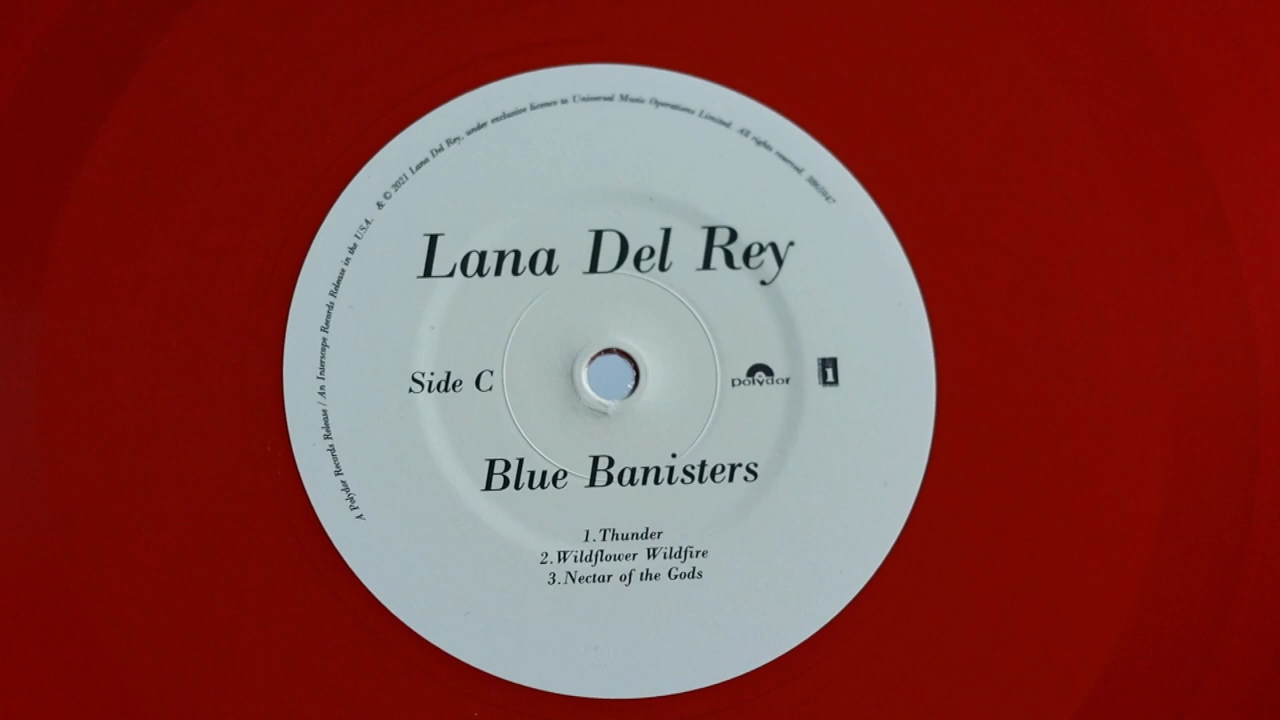 A Polydor Records Release / An Interscope Records Release in the USA. & © 2021 Lana Del Rey, under exclusive licence to Universal Music Operations Limited. All rights reserved.
Lana Del Rey
Side C
polydor
i
Blue Banisters
1.Thunder
2.Wildflower Wildfire
3.Nectar of the Gods